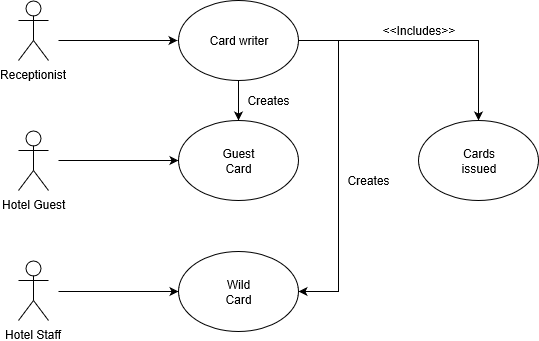 <<Includes>>
Card writer
Receptionist
Creates
Guest
Card
Cards
issued
Creates
Hotel Guest
Wild
Card
Hotel Staff